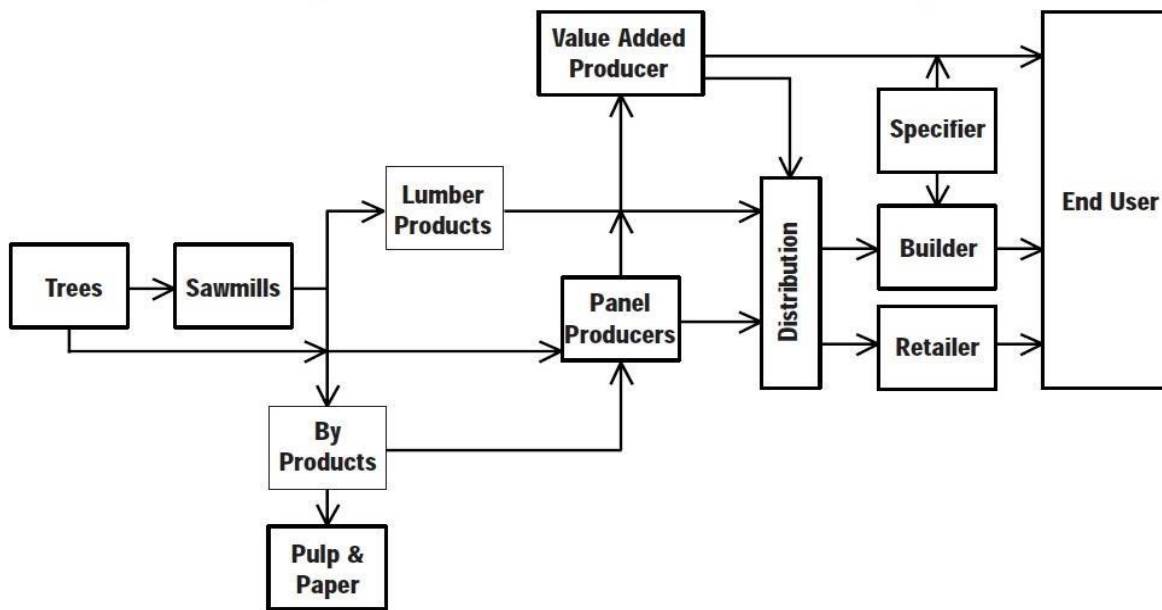 Value Added
Producer
Specifier
Lumber
Products
End User
Trees
Sawmills
Panel
Producers
Distribution
Builder
Retailer
By
Products
Pulp &
Paper